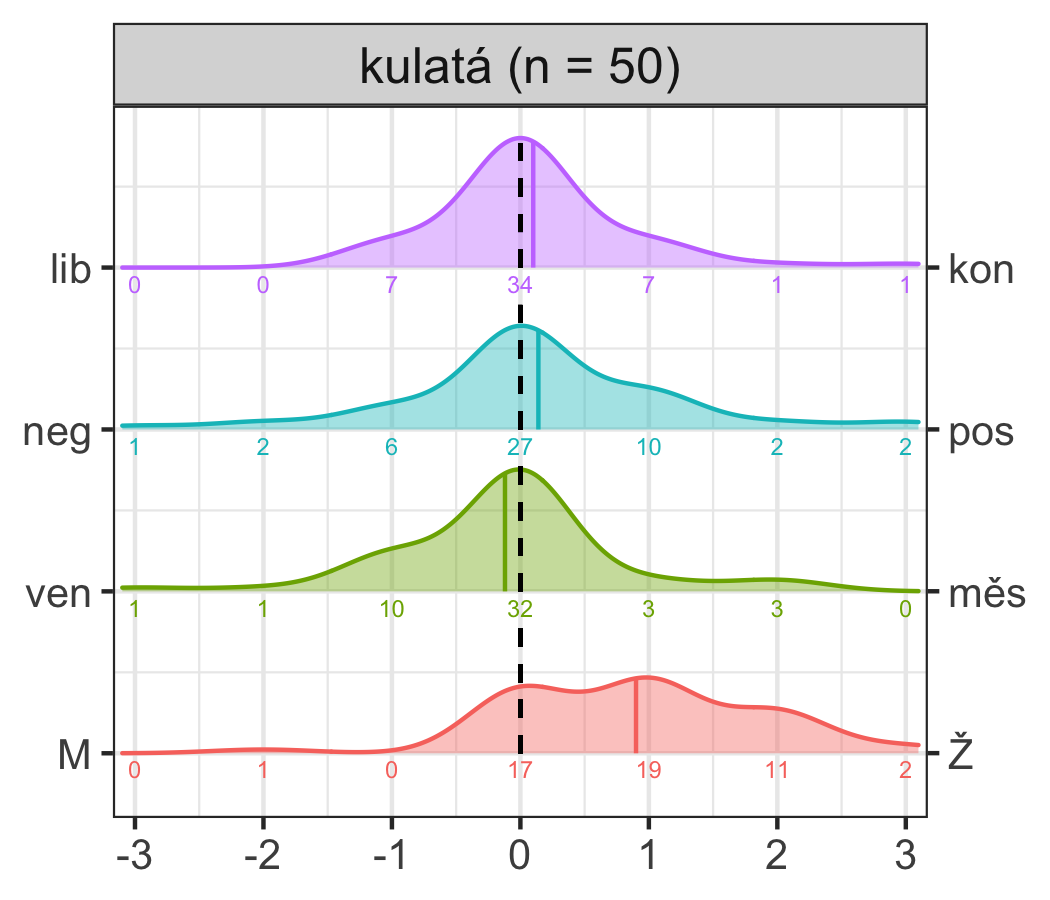 kulatá (n = 50)
lib kon
0 0 7 34 7 1 1
neg pos
1 2 6 27 10 2 2
ven měs
1 1 10 32 3 3 0
M Ž
0 1 0 17 19 11 2
-3 -2 -1 0 1 2 3